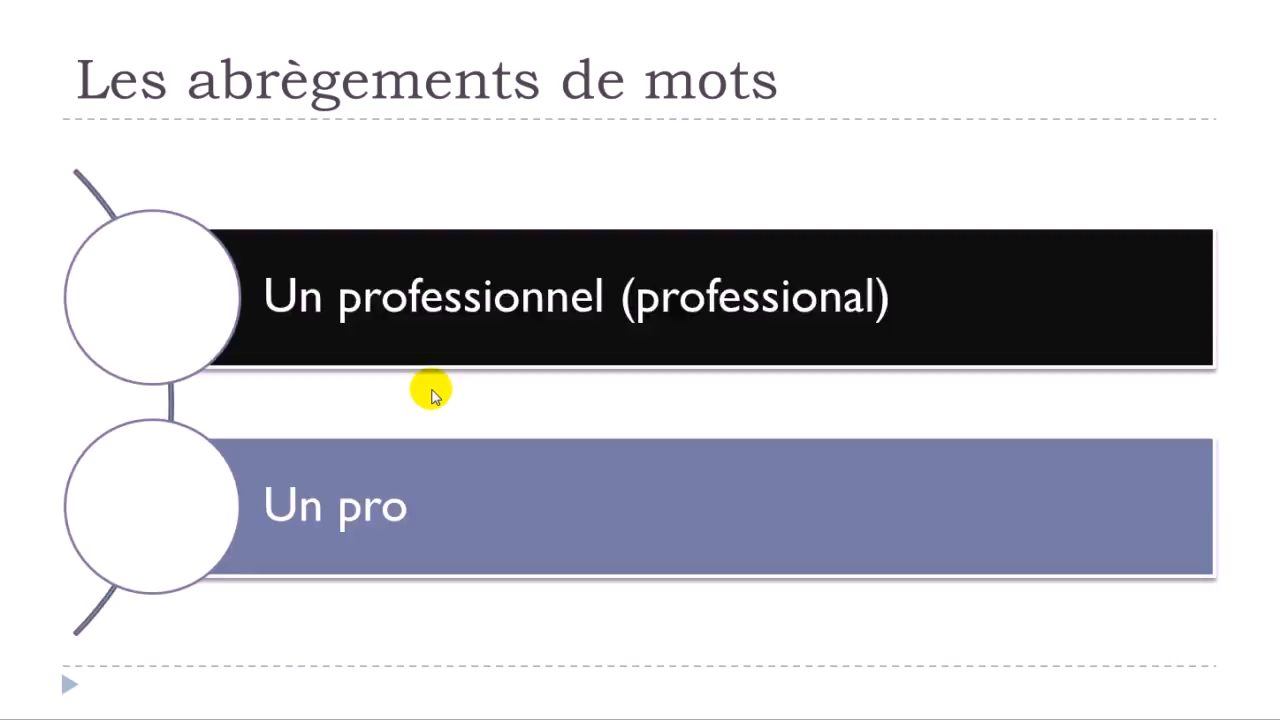 Les abrègements de mots
Un professionnel (professional)
Un pro